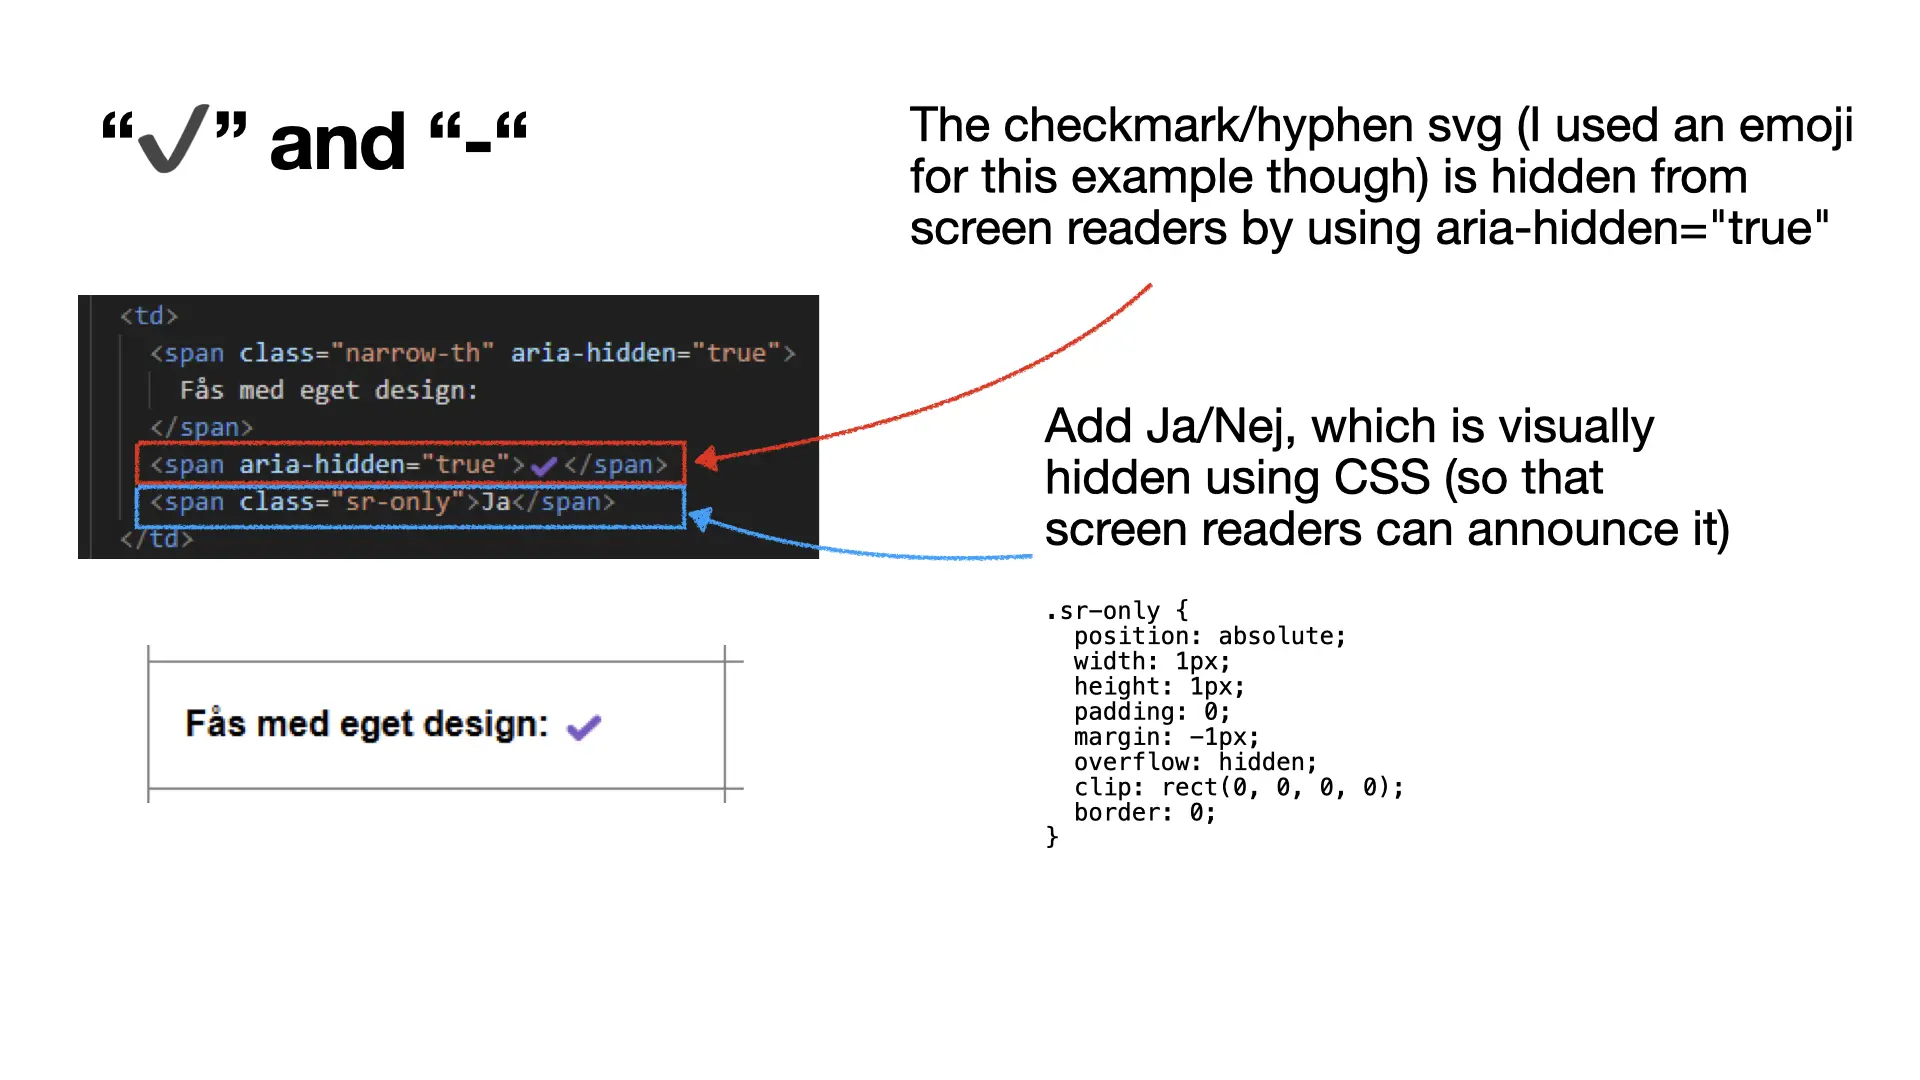 “✔” and “-“
The checkmark/hyphen svg (I used an emoji
for this example though) is hidden from
screen readers by using aria-hidden="true"
<td>
<span class="narrow-th" aria-hidden="true">
Fås med eget design:
</span>
<span aria-hidden="true">✔</span>
<span class="sr-only">Ja</span>
</td>
Add Ja/Nej, which is visually
hidden using CSS (so that
screen readers can announce it)
.sr-only {
position: absolute;
width: 1px;
height: 1px;
padding: 0;
margin: -1px;
overflow: hidden;
clip: rect(0, 0, 0, 0);
border: 0;
}
Fås med eget design: ✔